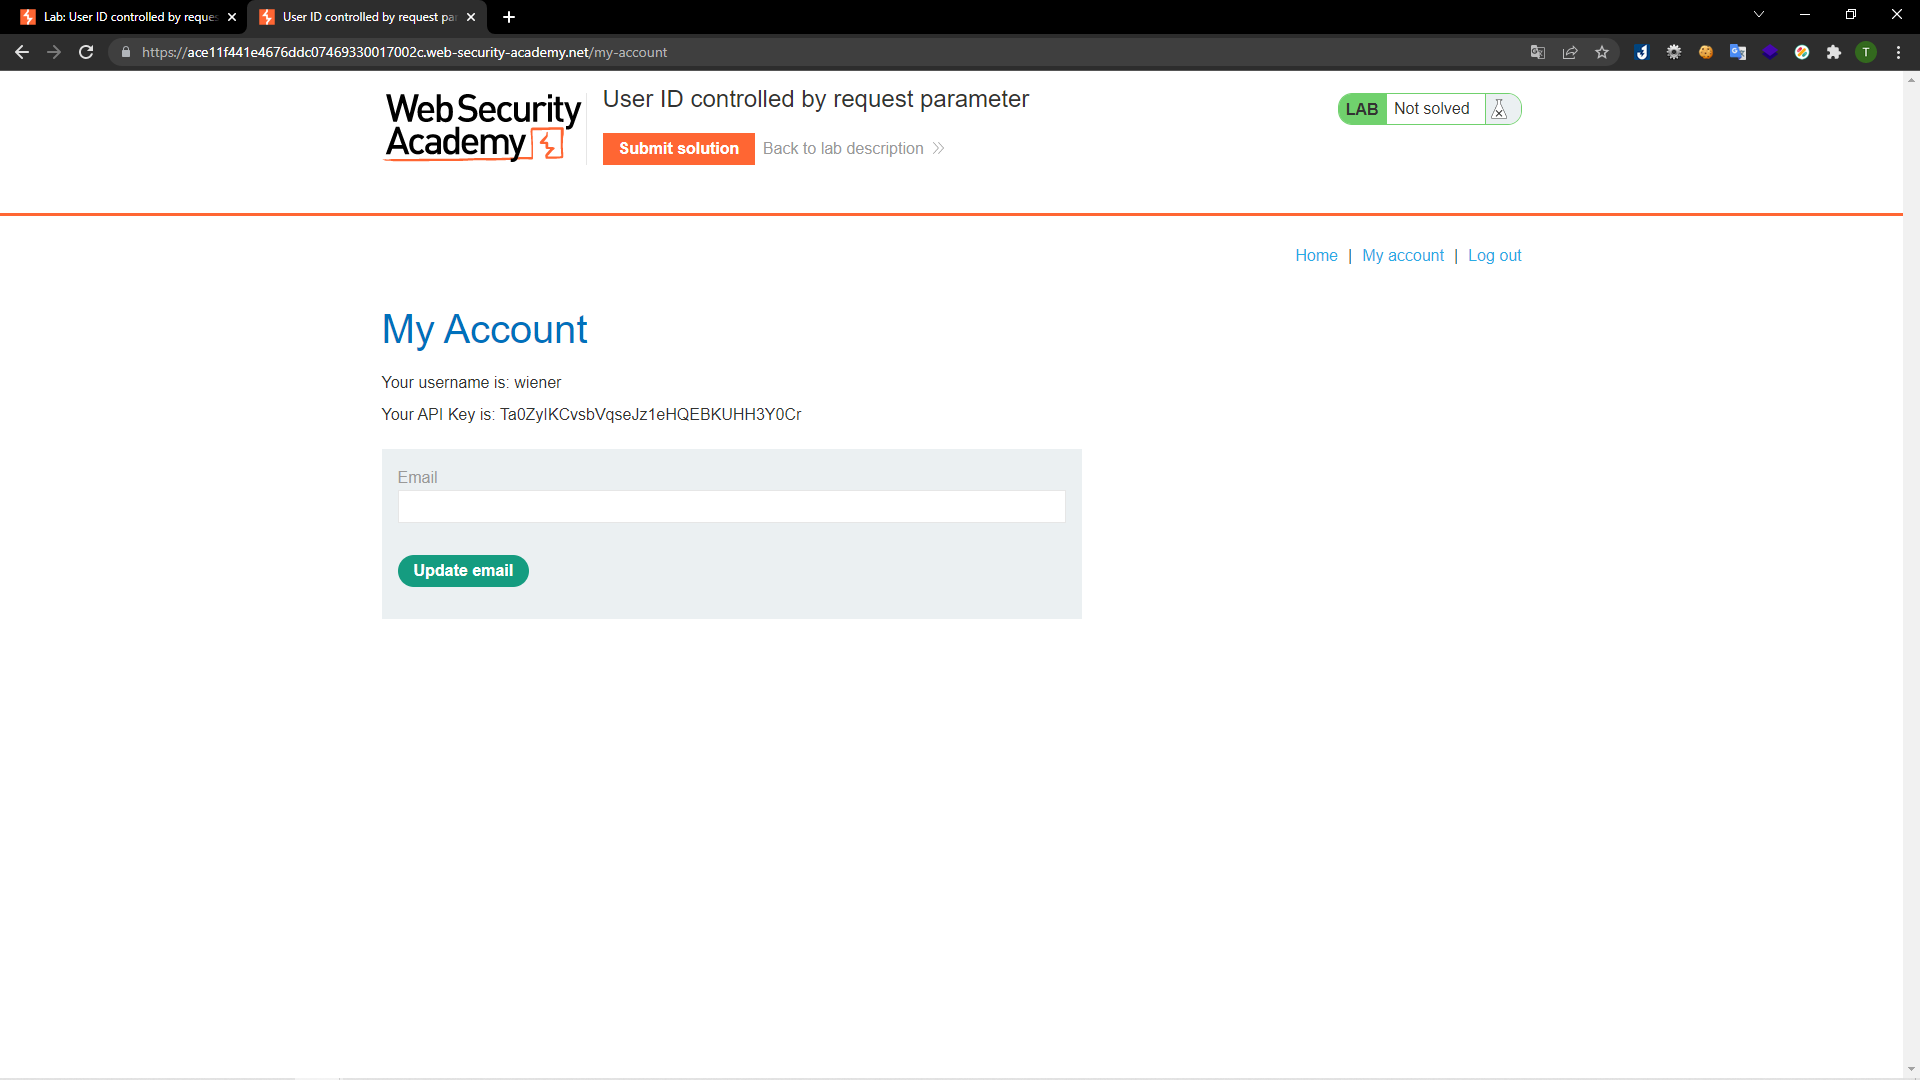 Lab: User ID controlled by reques
User ID controlled by request par
https://ace11f441e4676ddc07469330017002c.web-security-academy.net/my-account
T
Web Security
Academy
User ID controlled by request parameter
Submit solution
Back to lab description
LAB
Not solved
Home | My account | Log out
My Account
Your username is: wiener
Your API Key is: Ta0ZyIKCvsbVqseJz1eHQEBKUHH3Y0Cr
Email
Update email